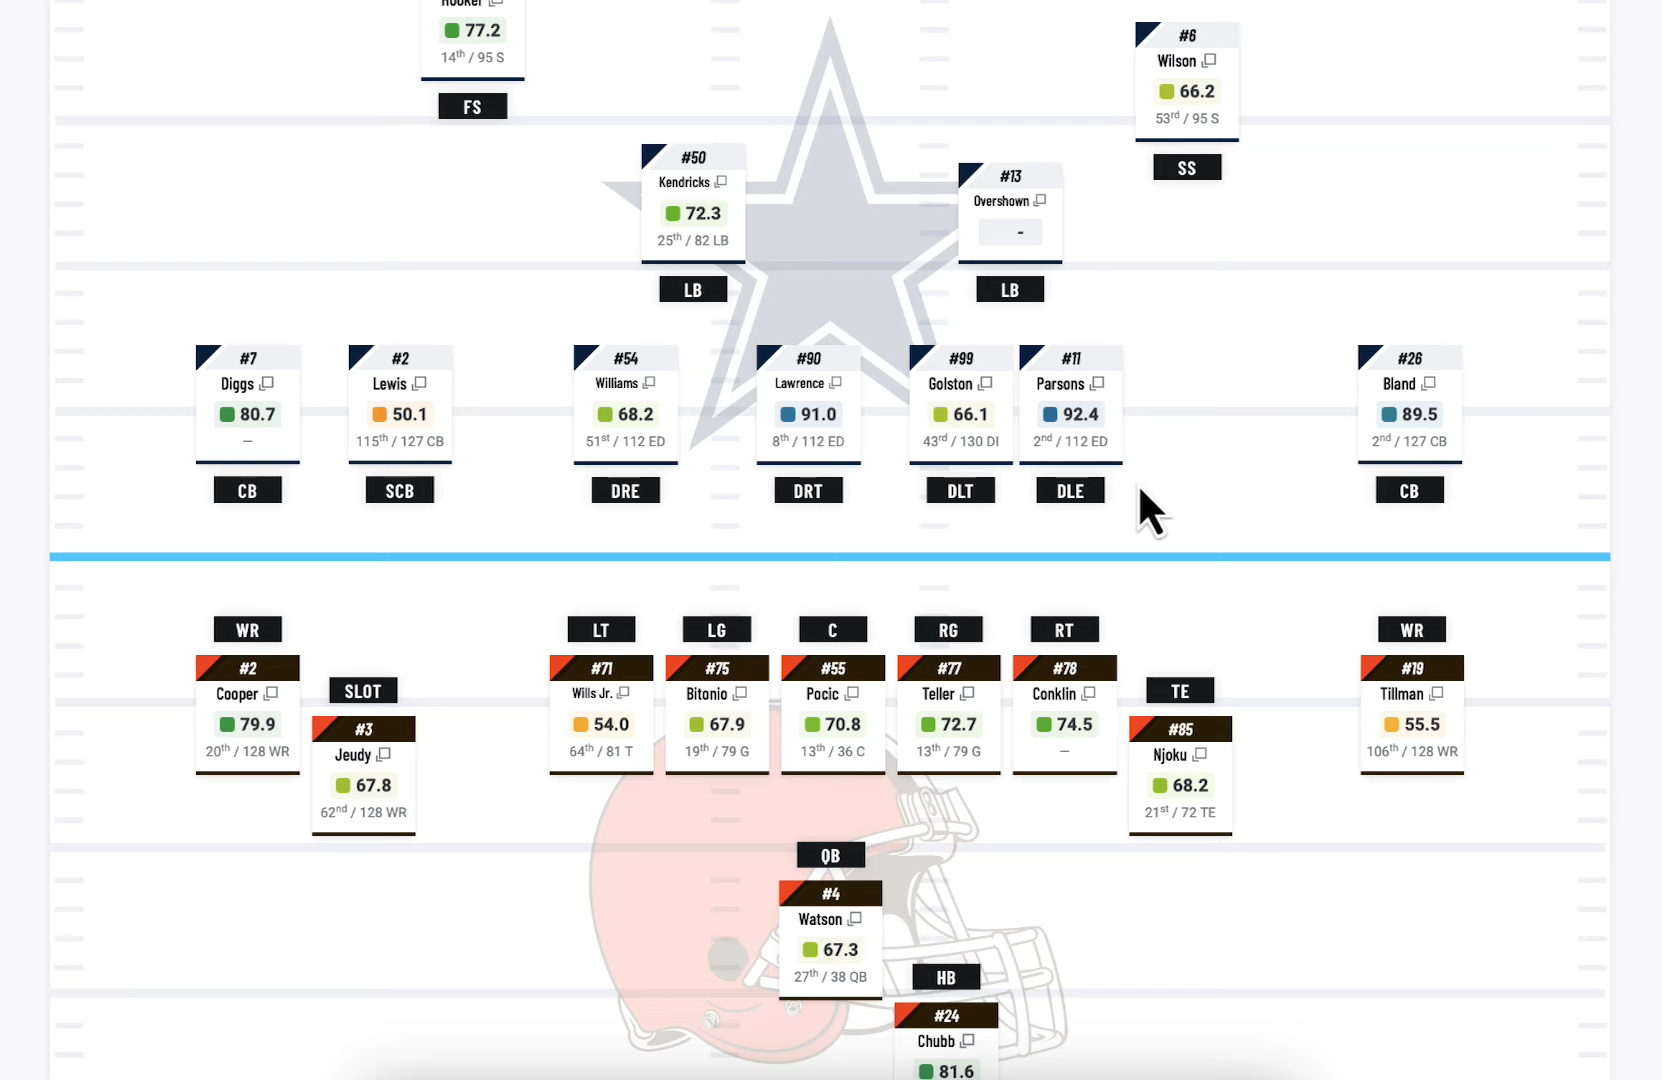 Hooker
77.2
14th / 95 S
FS
#6
Wilson
66.2
53rd / 95 S
SS
#50
Kendricks
72.3
25th / 82 LB
LB
#13
Overshown
-
LB
#7
Diggs
80.7
—
CB
#2
Lewis
50.1
115th / 127 CB
SCB
#54
Williams
68.2
51st / 112 ED
DRE
#90
Lawrence
91.0
8th / 112 ED
DRT
#99
Golston
66.1
43rd / 130 DI
DLT
#11
Parsons
92.4
2nd / 112 ED
DLE
#26
Bland
89.5
2nd / 127 CB
CB
WR
#2
Cooper
79.9
20th / 128 WR
SLOT
#3
Jeudy
67.8
62nd / 128 WR
LT
#71
Wills Jr.
54.0
64th / 81 T
LG
#75
Bitonio
67.9
19th / 79 G
C
#55
Pocic
70.8
13th / 36 C
RG
#77
Teller
72.7
13th / 79 G
RT
#78
Conklin
74.5
—
TE
#85
Njoku
68.2
21st / 72 TE
WR
#19
Tillman
55.5
106th / 128 WR
QB
#4
Watson
67.3
27th / 38 QB
HB
#24
Chubb
81.6